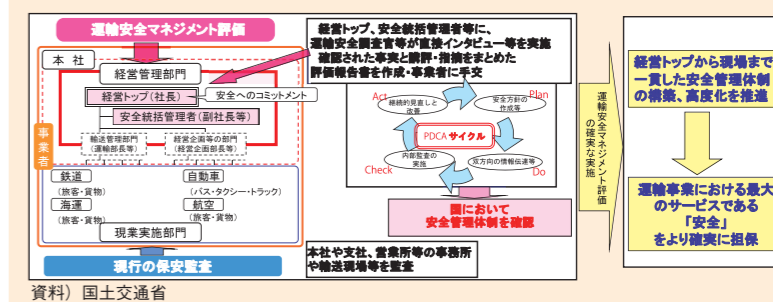 運輸安全マネジメント評価
経営トップ、安全統括管理者等に、
運輸安全調査官等が直接インタビュー等を実施
確認された事実と講評・指摘をまとめた
評価報告書を作成・事業者に手交
本 社
経営管理部門
経営トップ(社長)
安全へのコミットメント
安全統括管理者(副社長等)
輸送管理部門
(運輸部長等)
経営企画等の部門
(経営企画部長等)
事業者
鉄道
(旅客・貨物)
自動車
(バス・タクシー・トラック)
海運
(旅客・貨物)
航空
(旅客・貨物)
現業実施部門
現行の保安監査
Act
継続的見直しと
改善
Plan
安全方針の
作成等
PDCAサイクル
内部監査の
実施
Check
双方向の情報伝達等
Do
国において
安全管理体制を確認
本社や支社、営業所等の事務所
や輸送現場等を監査
運輸安全マネジメント評価
の確実な実施
経営トップから現場まで
一貫した安全管理体制
の構築、高度化を推進
運輸事業における最大
のサービスである
「安全」
をより確実に担保
資料）国土交通省